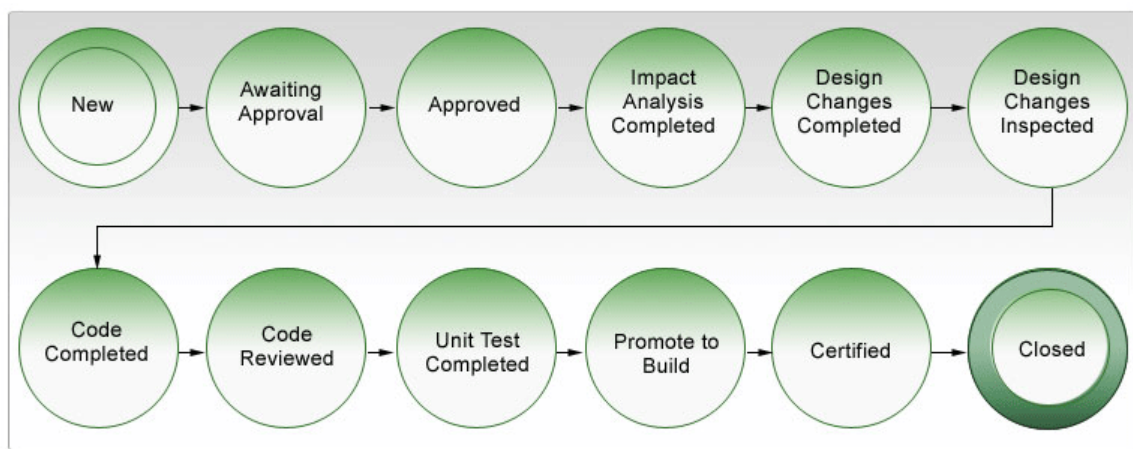 New
Awaiting
Approval
Approved
Impact
Analysis
Completed
Design
Changes
Completed
Design
Changes
Inspected
Code
Completed
Code
Reviewed
Unit Test
Completed
Promote to
Build
Certified
Closed